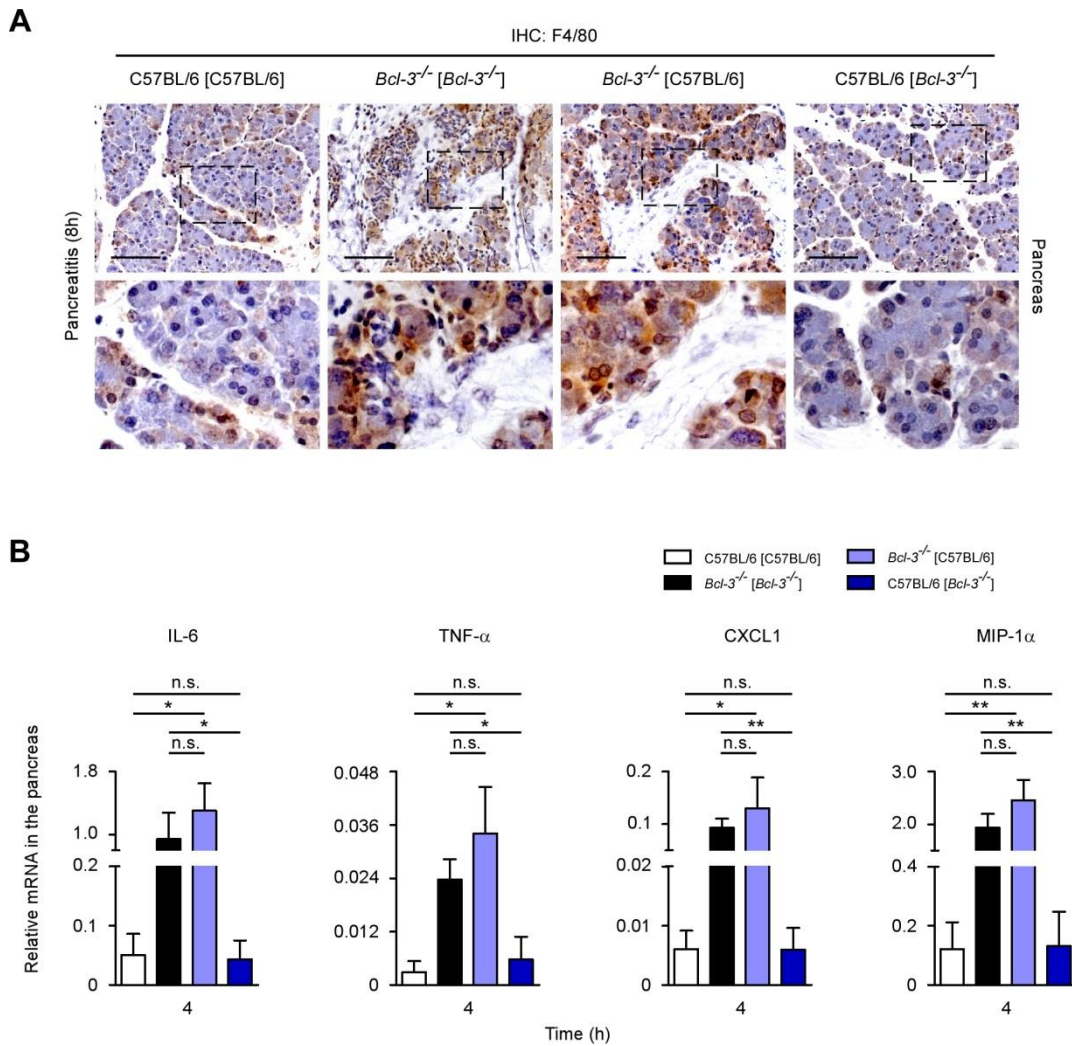 A
IHC: F4/80
C57BL/6 [C57BL/6]
Bcl-3-/- [Bcl-3-/-]
Bcl-3-/- [C57BL/6]
C57BL/6 [Bcl-3-/-]
Pancreatitis (8h)
Pancreas
B
C57BL/6 [C57BL/6]
Bcl-3-/- [C57BL/6]
Bcl-3-/- [Bcl-3-/-]
C57BL/6 [Bcl-3-/-]
Relative mRNA in the pancreas
IL-6
n.s.
*
*
n.s.
1.8
1.0
0.2
0.1
0
4
TNF-α
n.s.
*
*
n.s.
0.048
0.036
0.024
0.012
0
4
CXCL1
n.s.
*
**
n.s.
0.2
0.1
0.02
0.01
0
4
MIP-1α
n.s.
**
**
n.s.
3.0
2.0
0.4
0.2
0
4
Time (h)